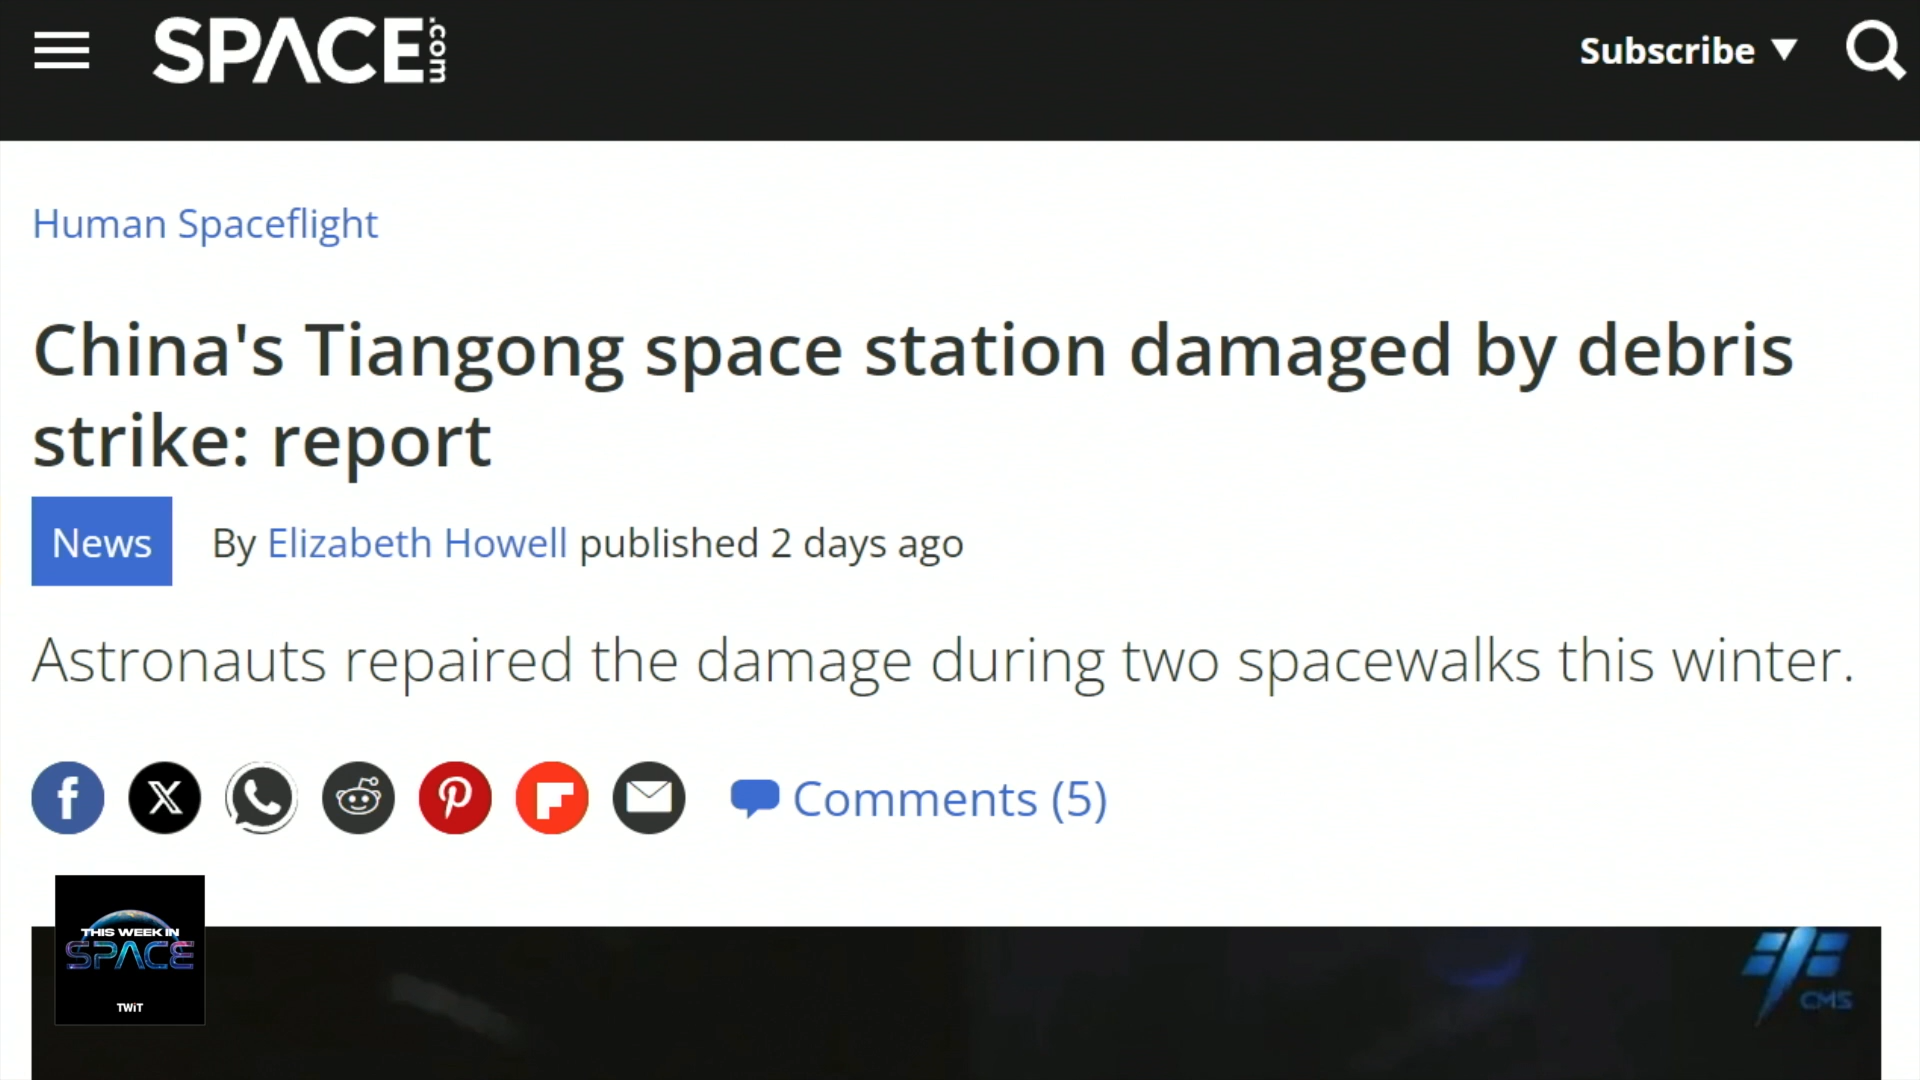 SPACE.com
Subscribe
Human Spaceflight
China's Tiangong space station damaged by debris
strike: report
News By Elizabeth Howell published 2 days ago
Astronauts repaired the damage during two spacewalks this winter.
Comments (5)
THIS WEEK IN
SPACE
TWiT
CMS